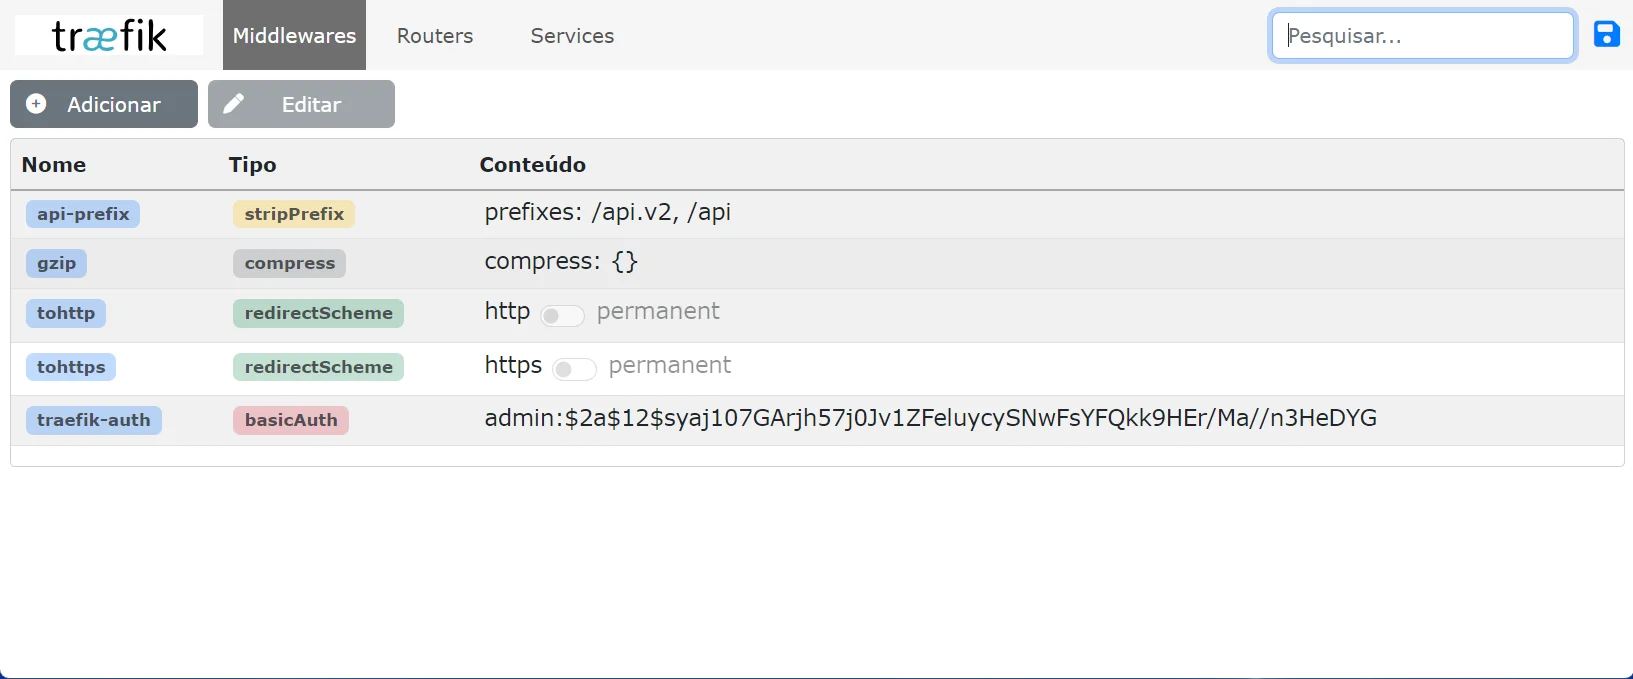 træfik Middlewares Routers Services Pesquisar...
Adicionar Editar
Nome Tipo Conteúdo
api-prefix stripPrefix prefixes: /api.v2, /api
gzip compress compress: {}
tohttp redirectScheme http permanent
tohttps redirectScheme https permanent
traefik-auth basicAuth admin:$2a$12$syaj107GArjh57j0Jv1ZFeluycySNwFsYFQkk9HEr/Ma//n3HeDYG